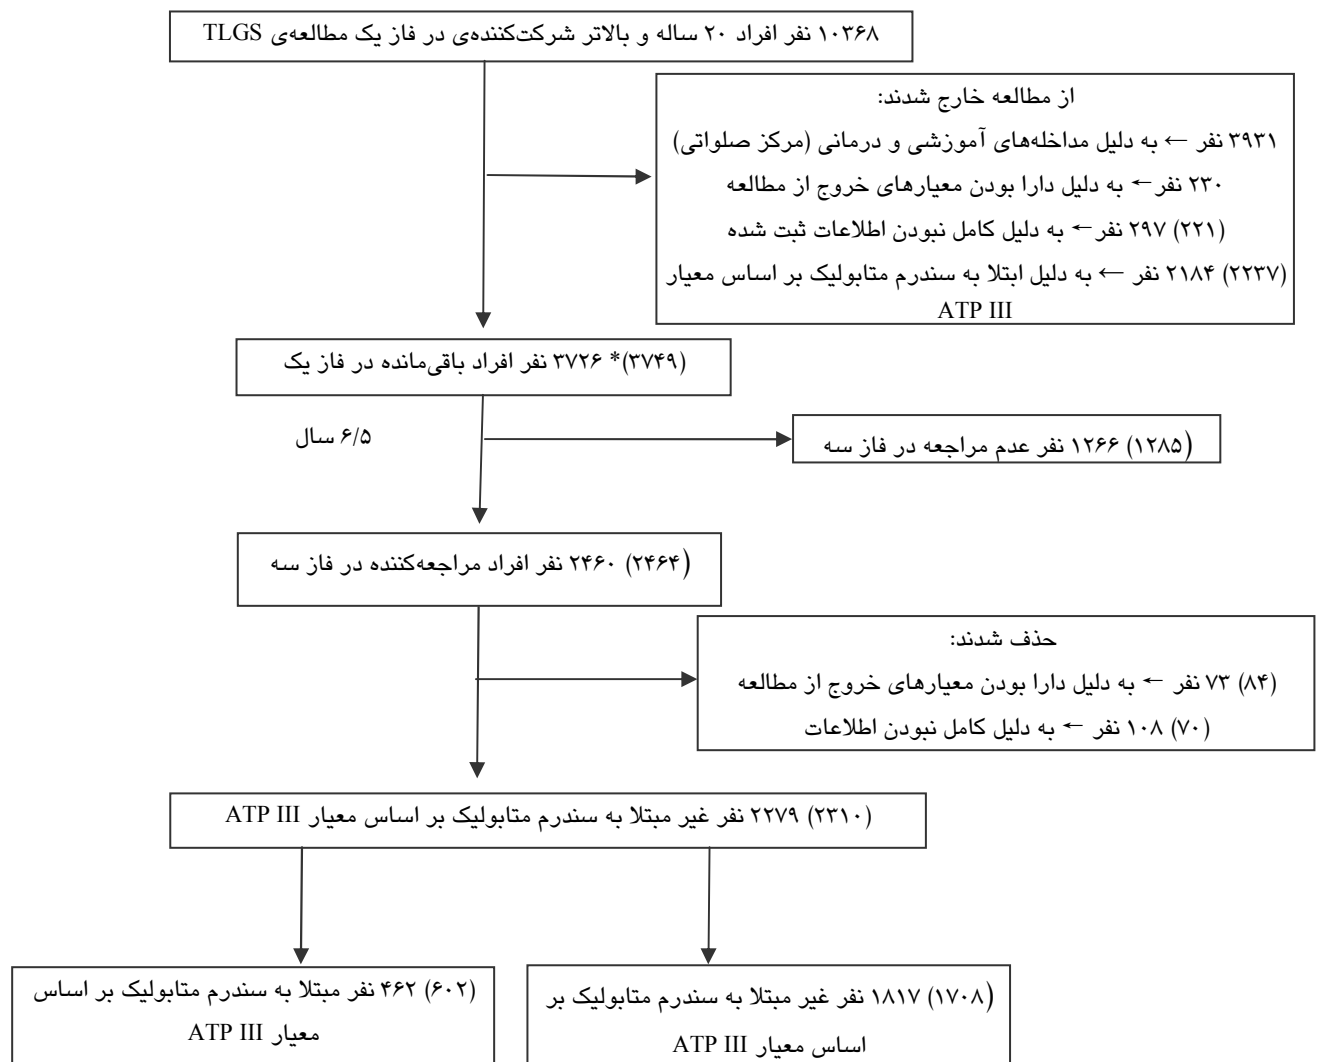 ۱۰۳۶۸ نفر افراد ۲۰ ساله و بالاتر شرکت‌کننده‌ی در فاز یک مطالعه‌ی TLGS
از مطالعه خارج شدند:
۳۹۳۱ نفر ← به دلیل مداخله‌های آموزشی و درمانی (مرکز صلواتی)
۲۳۰ نفر← به دلیل دارا بودن معیارهای خروج از مطالعه
(۲۲۱) ۲۹۷ نفر← به دلیل کامل نبودن اطلاعات ثبت شده
(۲۲۳۷) ۲۱۸۴ نفر ← به دلیل ابتلا به سندرم متابولیک بر اساس معیار
ATP III
(۳۷۴۹)* ۳۷۲۶ نفر افراد باقی‌مانده در فاز یک
۶/۵ سال
(۱۲۸۵) ۱۲۶۶ نفر عدم مراجعه در فاز سه
(۲۴۶۴) ۲۴۶۰ نفر افراد مراجعه‌کننده در فاز سه
حذف شدند:
(۸۴) ۷۳ نفر ← به دلیل دارا بودن معیارهای خروج از مطالعه
(۷۰) ۱۰۸ نفر ← به دلیل کامل نبودن اطلاعات
(۲۳۱۰) ۲۲۷۹ نفر غیر مبتلا به سندرم متابولیک بر اساس معیار ATP III
(۱۷۰۸) ۱۸۱۷ نفر غیر مبتلا به سندرم متابولیک بر
اساس معیار ATP III
(۶۰۲) ۴۶۲ نفر مبتلا به سندرم متابولیک بر اساس
معیار ATP III